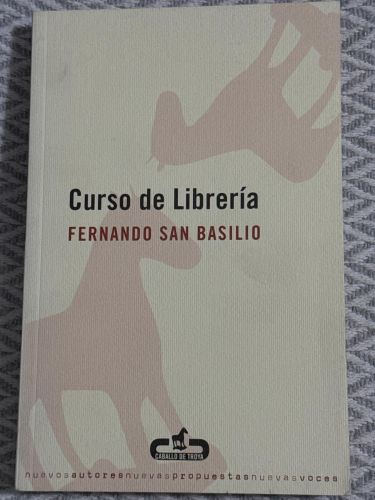 Curso de Librería
FERNANDO SAN BASILIO
CABALLO DE TROYA
nuevosautoresnuevaspropuestasnuevasvoces